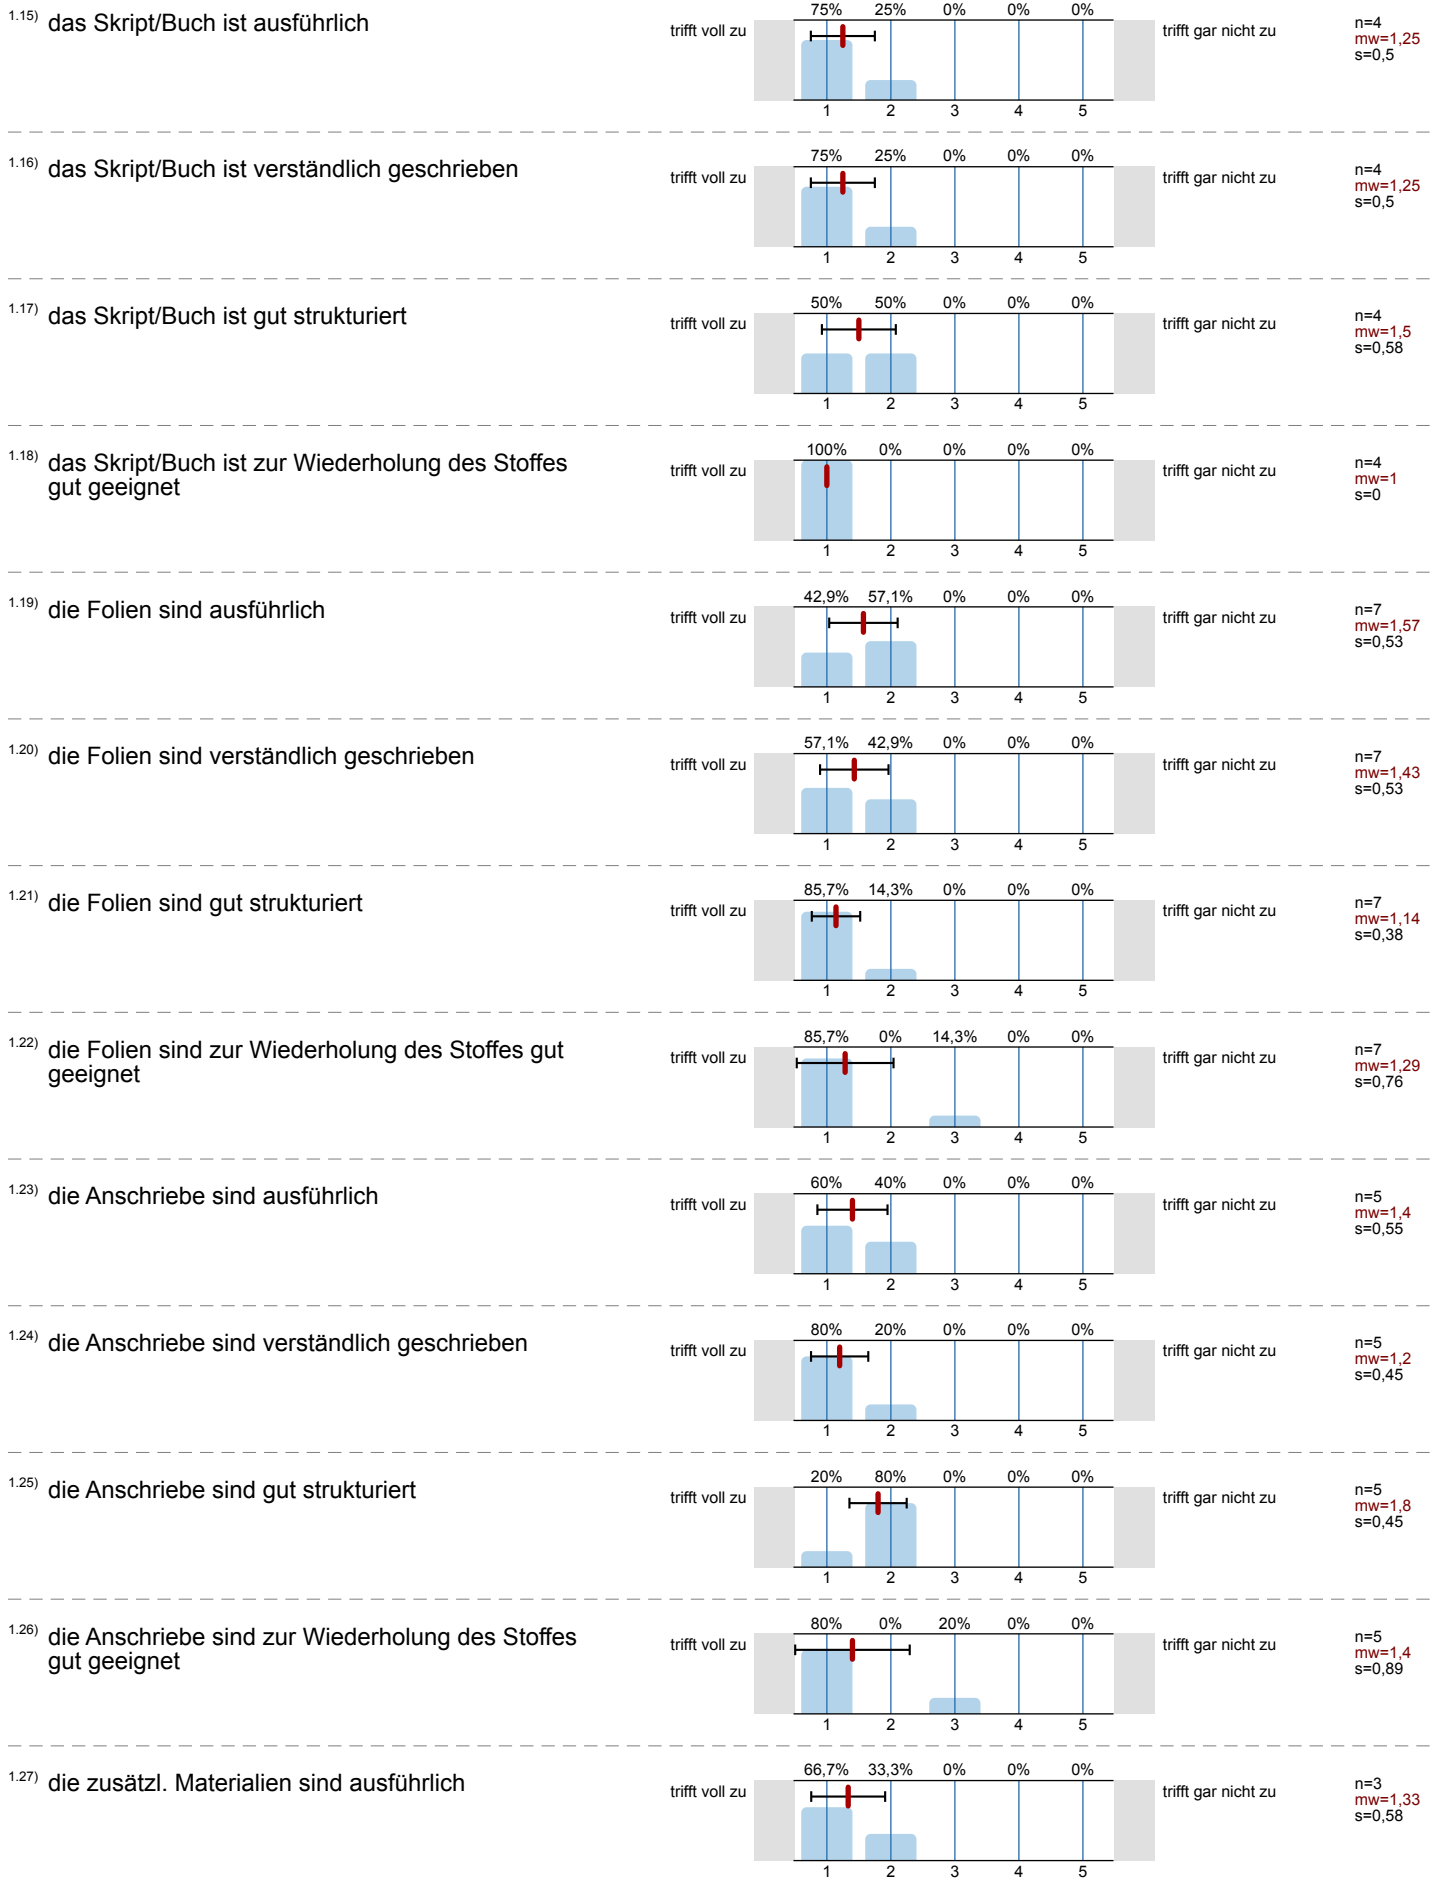 1.15) das Skript/Buch ist ausführlich
75% 25% 0% 0% 0%
trifft voll zu trifft gar nicht zu
n=4
mw=1,25
s=0,5
1 2 3 4 5
1.16) das Skript/Buch ist verständlich geschrieben
75% 25% 0% 0% 0%
trifft voll zu trifft gar nicht zu
n=4
mw=1,25
s=0,5
1 2 3 4 5
1.17) das Skript/Buch ist gut strukturiert
50% 50% 0% 0% 0%
trifft voll zu trifft gar nicht zu
n=4
mw=1,5
s=0,58
1 2 3 4 5
1.18) das Skript/Buch ist zur Wiederholung des Stoffes
gut geeignet
100% 0% 0% 0% 0%
trifft voll zu trifft gar nicht zu
n=4
mw=1
s=0
1 2 3 4 5
1.19) die Folien sind ausführlich
42,9% 57,1% 0% 0% 0%
trifft voll zu trifft gar nicht zu
n=7
mw=1,57
s=0,53
1 2 3 4 5
1.20) die Folien sind verständlich geschrieben
57,1% 42,9% 0% 0% 0%
trifft voll zu trifft gar nicht zu
n=7
mw=1,43
s=0,53
1 2 3 4 5
1.21) die Folien sind gut strukturiert
85,7% 14,3% 0% 0% 0%
trifft voll zu trifft gar nicht zu
n=7
mw=1,14
s=0,38
1 2 3 4 5
1.22) die Folien sind zur Wiederholung des Stoffes gut
geeignet
85,7% 0% 14,3% 0% 0%
trifft voll zu trifft gar nicht zu
n=7
mw=1,29
s=0,76
1 2 3 4 5
1.23) die Anschriebe sind ausführlich
60% 40% 0% 0% 0%
trifft voll zu trifft gar nicht zu
n=5
mw=1,4
s=0,55
1 2 3 4 5
1.24) die Anschriebe sind verständlich geschrieben
80% 20% 0% 0% 0%
trifft voll zu trifft gar nicht zu
n=5
mw=1,2
s=0,45
1 2 3 4 5
1.25) die Anschriebe sind gut strukturiert
20% 80% 0% 0% 0%
trifft voll zu trifft gar nicht zu
n=5
mw=1,8
s=0,45
1 2 3 4 5
1.26) die Anschriebe sind zur Wiederholung des Stoffes
gut geeignet
80% 0% 20% 0% 0%
trifft voll zu trifft gar nicht zu
n=5
mw=1,4
s=0,89
1 2 3 4 5
1.27) die zusätzl. Materialien sind ausführlich
66,7% 33,3% 0% 0% 0%
trifft voll zu trifft gar nicht zu
n=3
mw=1,33
s=0,58
1 2 3 4 5